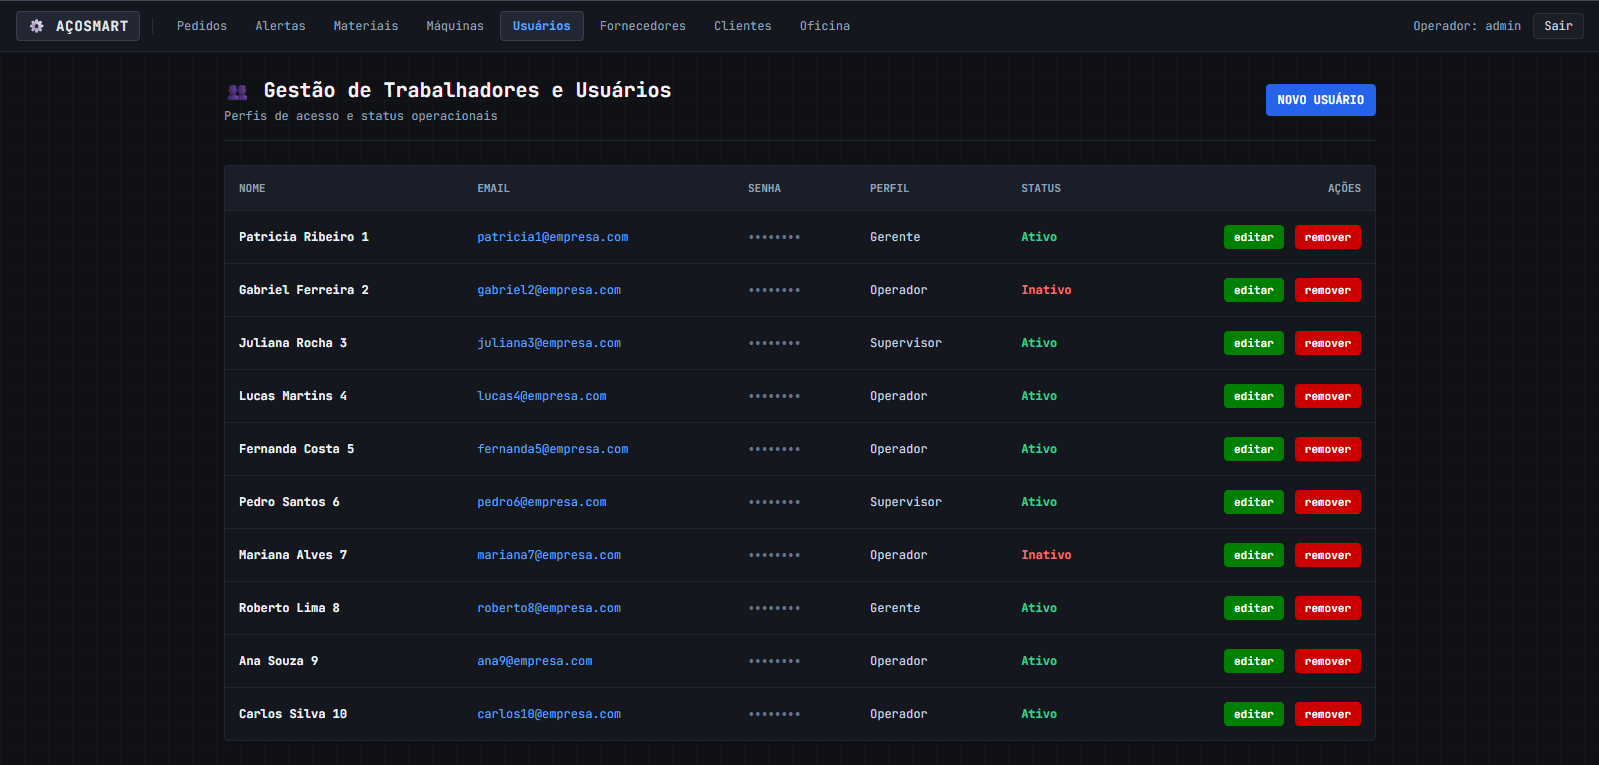 AÇOSMART Pedidos Alertas Materiais Máquinas Usuários Fornecedores Clientes Oficina Operador: admin Sair
Gestão de Trabalhadores e Usuários
Perfis de acesso e status operacionais
NOVO USUÁRIO
NOME EMAIL SENHA PERFIL STATUS AÇÕES
Patricia Ribeiro 1 patricia1@empresa.com •••••••• Gerente Ativo editar remover
Gabriel Ferreira 2 gabriel2@empresa.com •••••••• Operador Inativo editar remover
Juliana Rocha 3 juliana3@empresa.com •••••••• Supervisor Ativo editar remover
Lucas Martins 4 lucas4@empresa.com •••••••• Operador Ativo editar remover
Fernanda Costa 5 fernanda5@empresa.com •••••••• Operador Ativo editar remover
Pedro Santos 6 pedro6@empresa.com •••••••• Supervisor Ativo editar remover
Mariana Alves 7 mariana7@empresa.com •••••••• Operador Inativo editar remover
Roberto Lima 8 roberto8@empresa.com •••••••• Gerente Ativo editar remover
Ana Souza 9 ana9@empresa.com •••••••• Operador Ativo editar remover
Carlos Silva 10 carlos10@empresa.com •••••••• Operador Ativo editar remover